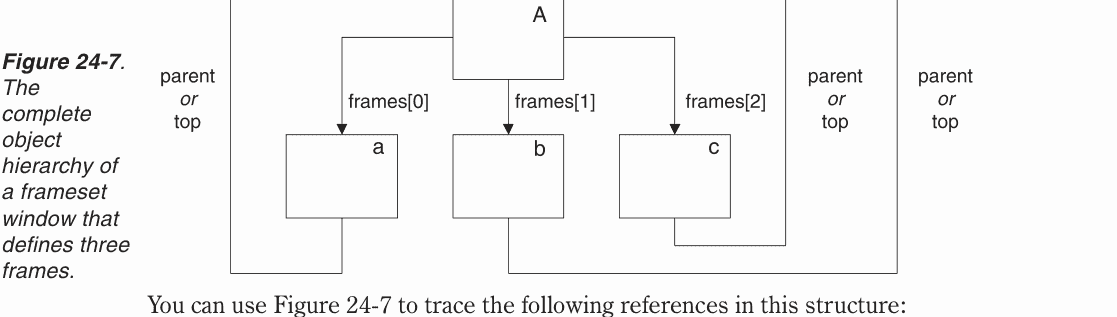 A
Figure 24-7.
The
complete
object
hierarchy of
a frameset
window that
defines three
frames.
parent
or
top
frames[0]
frames[1]
frames[2]
parent
or
top
parent
or
top
a
b
c
You can use Figure 24-7 to trace the following references in this structure: